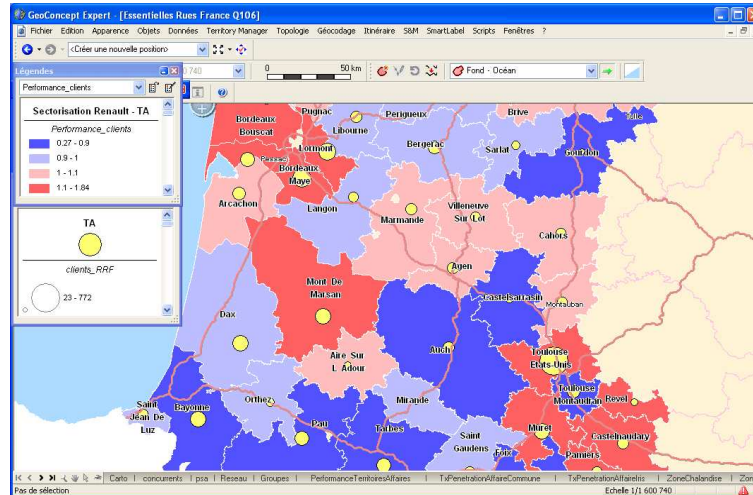 GeoConcept Expert - [Essentielles Rues France Q106]
Fichier Edition Apparence Objets Données Territory Manager Topologie Géocodage Itinéraire S&M SmartLabel Scripts Fenêtres ?
<Créer une nouvelle position>
Légendes
740
0 50 km
Fond - Océan
Performance_clients
Sectorisation Renault - TA
Performance_clients
0.27 - 0.9
0.9 - 1
1 - 1.1
1.1 - 1.84
TA
clients_RRF
23 - 772
Bordeaux
Bouscat
Pugnac
Libourne
Perigueux
Brive
Tulle
Lormont
Bergerac
Sarlat
Gourdon
Pessac
Bordeaux
Maye
Arcachon
Langon
Marmande
Villeneuve
Sur Lot
Cahors
Agen
Mont De
Marsan
Castelsarrasin
Montauban
Dax
Aire Sur
L Adour
Auch
Toulouse
Etats-Unis
Toulouse
Montaudran
Revel
Saint
Jean De
Luz
Bayonne
Orthez
Mirande
Pau
Tarbes
Saint
Gaudens
Foix
Muret
Castelnaudary
Pamiers
Carto concurrents psa Reseau Groupes PerformanceTerritoiresAffaires TxPenetrationAffaireCommune TxPenetrationAffaireIris ZoneChalandise
Pas de sélection
Echelle 1/1 600 740